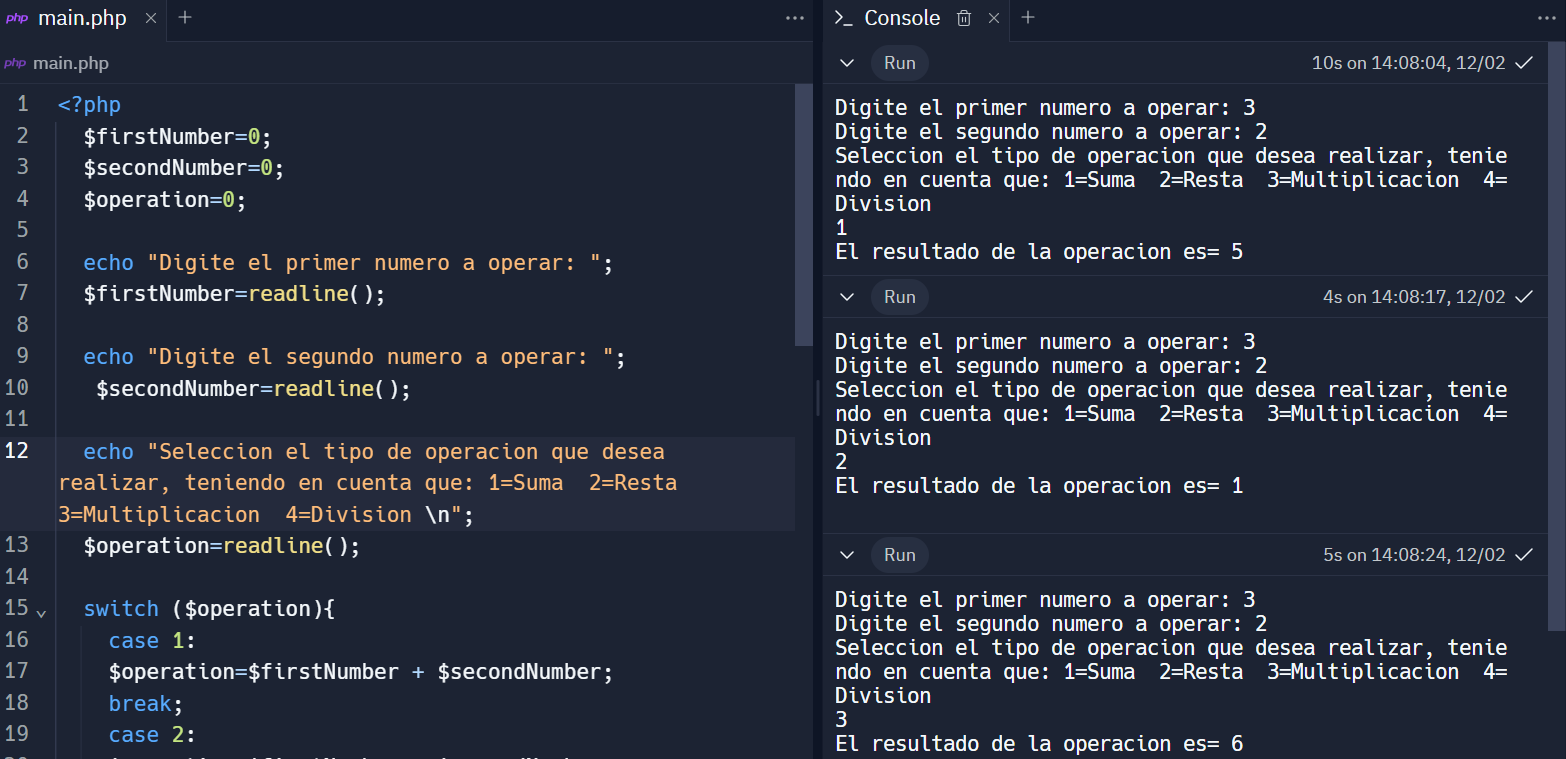 php main.php × +
php main.php
1 <?php
2 $firstNumber=0;
3 $secondNumber=0;
4 $operation=0;
5
6 echo "Digite el primer numero a operar: ";
7 $firstNumber=readline();
8
9 echo "Digite el segundo numero a operar: ";
10 $secondNumber=readline();
11
12 echo "Seleccion el tipo de operacion que desea
realizar, teniendo en cuenta que: 1=Suma  2=Resta
3=Multiplicacion  4=Division \n";
13 $operation=readline();
14
15 switch ($operation){
16 case 1:
17 $operation=$firstNumber + $secondNumber;
18 break;
19 case 2:
>_ Console × +
Run 10s on 14:08:04, 12/02
Digite el primer numero a operar: 3
Digite el segundo numero a operar: 2
Seleccion el tipo de operacion que desea realizar, tenie
ndo en cuenta que: 1=Suma  2=Resta  3=Multiplicacion  4=
Division
1
El resultado de la operacion es= 5
Run 4s on 14:08:17, 12/02
Digite el primer numero a operar: 3
Digite el segundo numero a operar: 2
Seleccion el tipo de operacion que desea realizar, tenie
ndo en cuenta que: 1=Suma  2=Resta  3=Multiplicacion  4=
Division
2
El resultado de la operacion es= 1
Run 5s on 14:08:24, 12/02
Digite el primer numero a operar: 3
Digite el segundo numero a operar: 2
Seleccion el tipo de operacion que desea realizar, tenie
ndo en cuenta que: 1=Suma  2=Resta  3=Multiplicacion  4=
Division
3
El resultado de la operacion es= 6